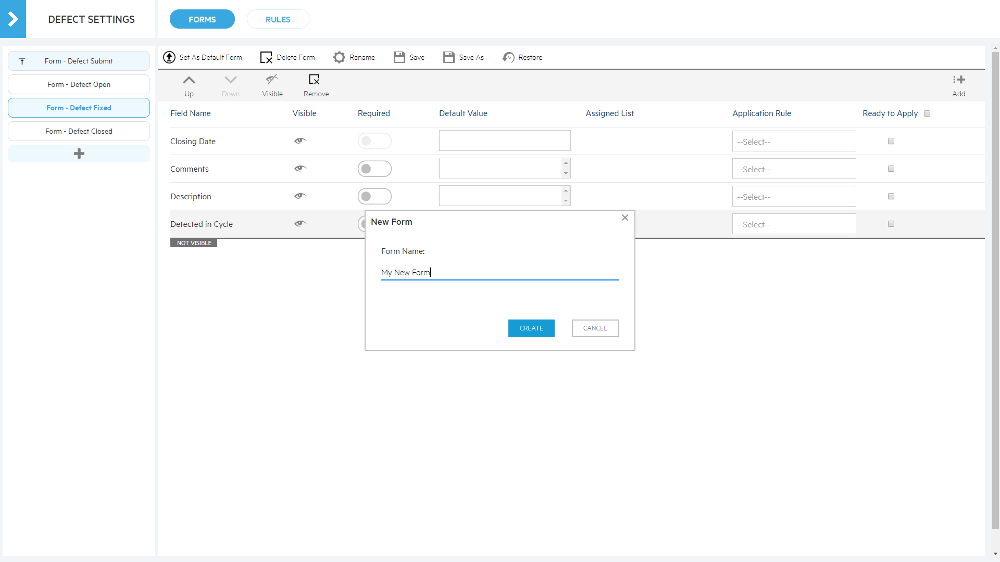 DEFECT SETTINGS
FORMS
RULES
Form - Defect Submit
Form - Defect Open
Form - Defect Fixed
Form - Defect Closed
Set As Default Form
Delete Form
Rename
Save
Save As
Restore
Up
Down
Visible
Remove
Add
Field Name
Visible
Required
Default Value
Assigned List
Application Rule
Ready to Apply
Closing Date
--Select--
Comments
--Select--
Description
--Select--
Detected in Cycle
--Select--
NOT VISIBLE
New Form
Form Name:
My New Form
CREATE
CANCEL